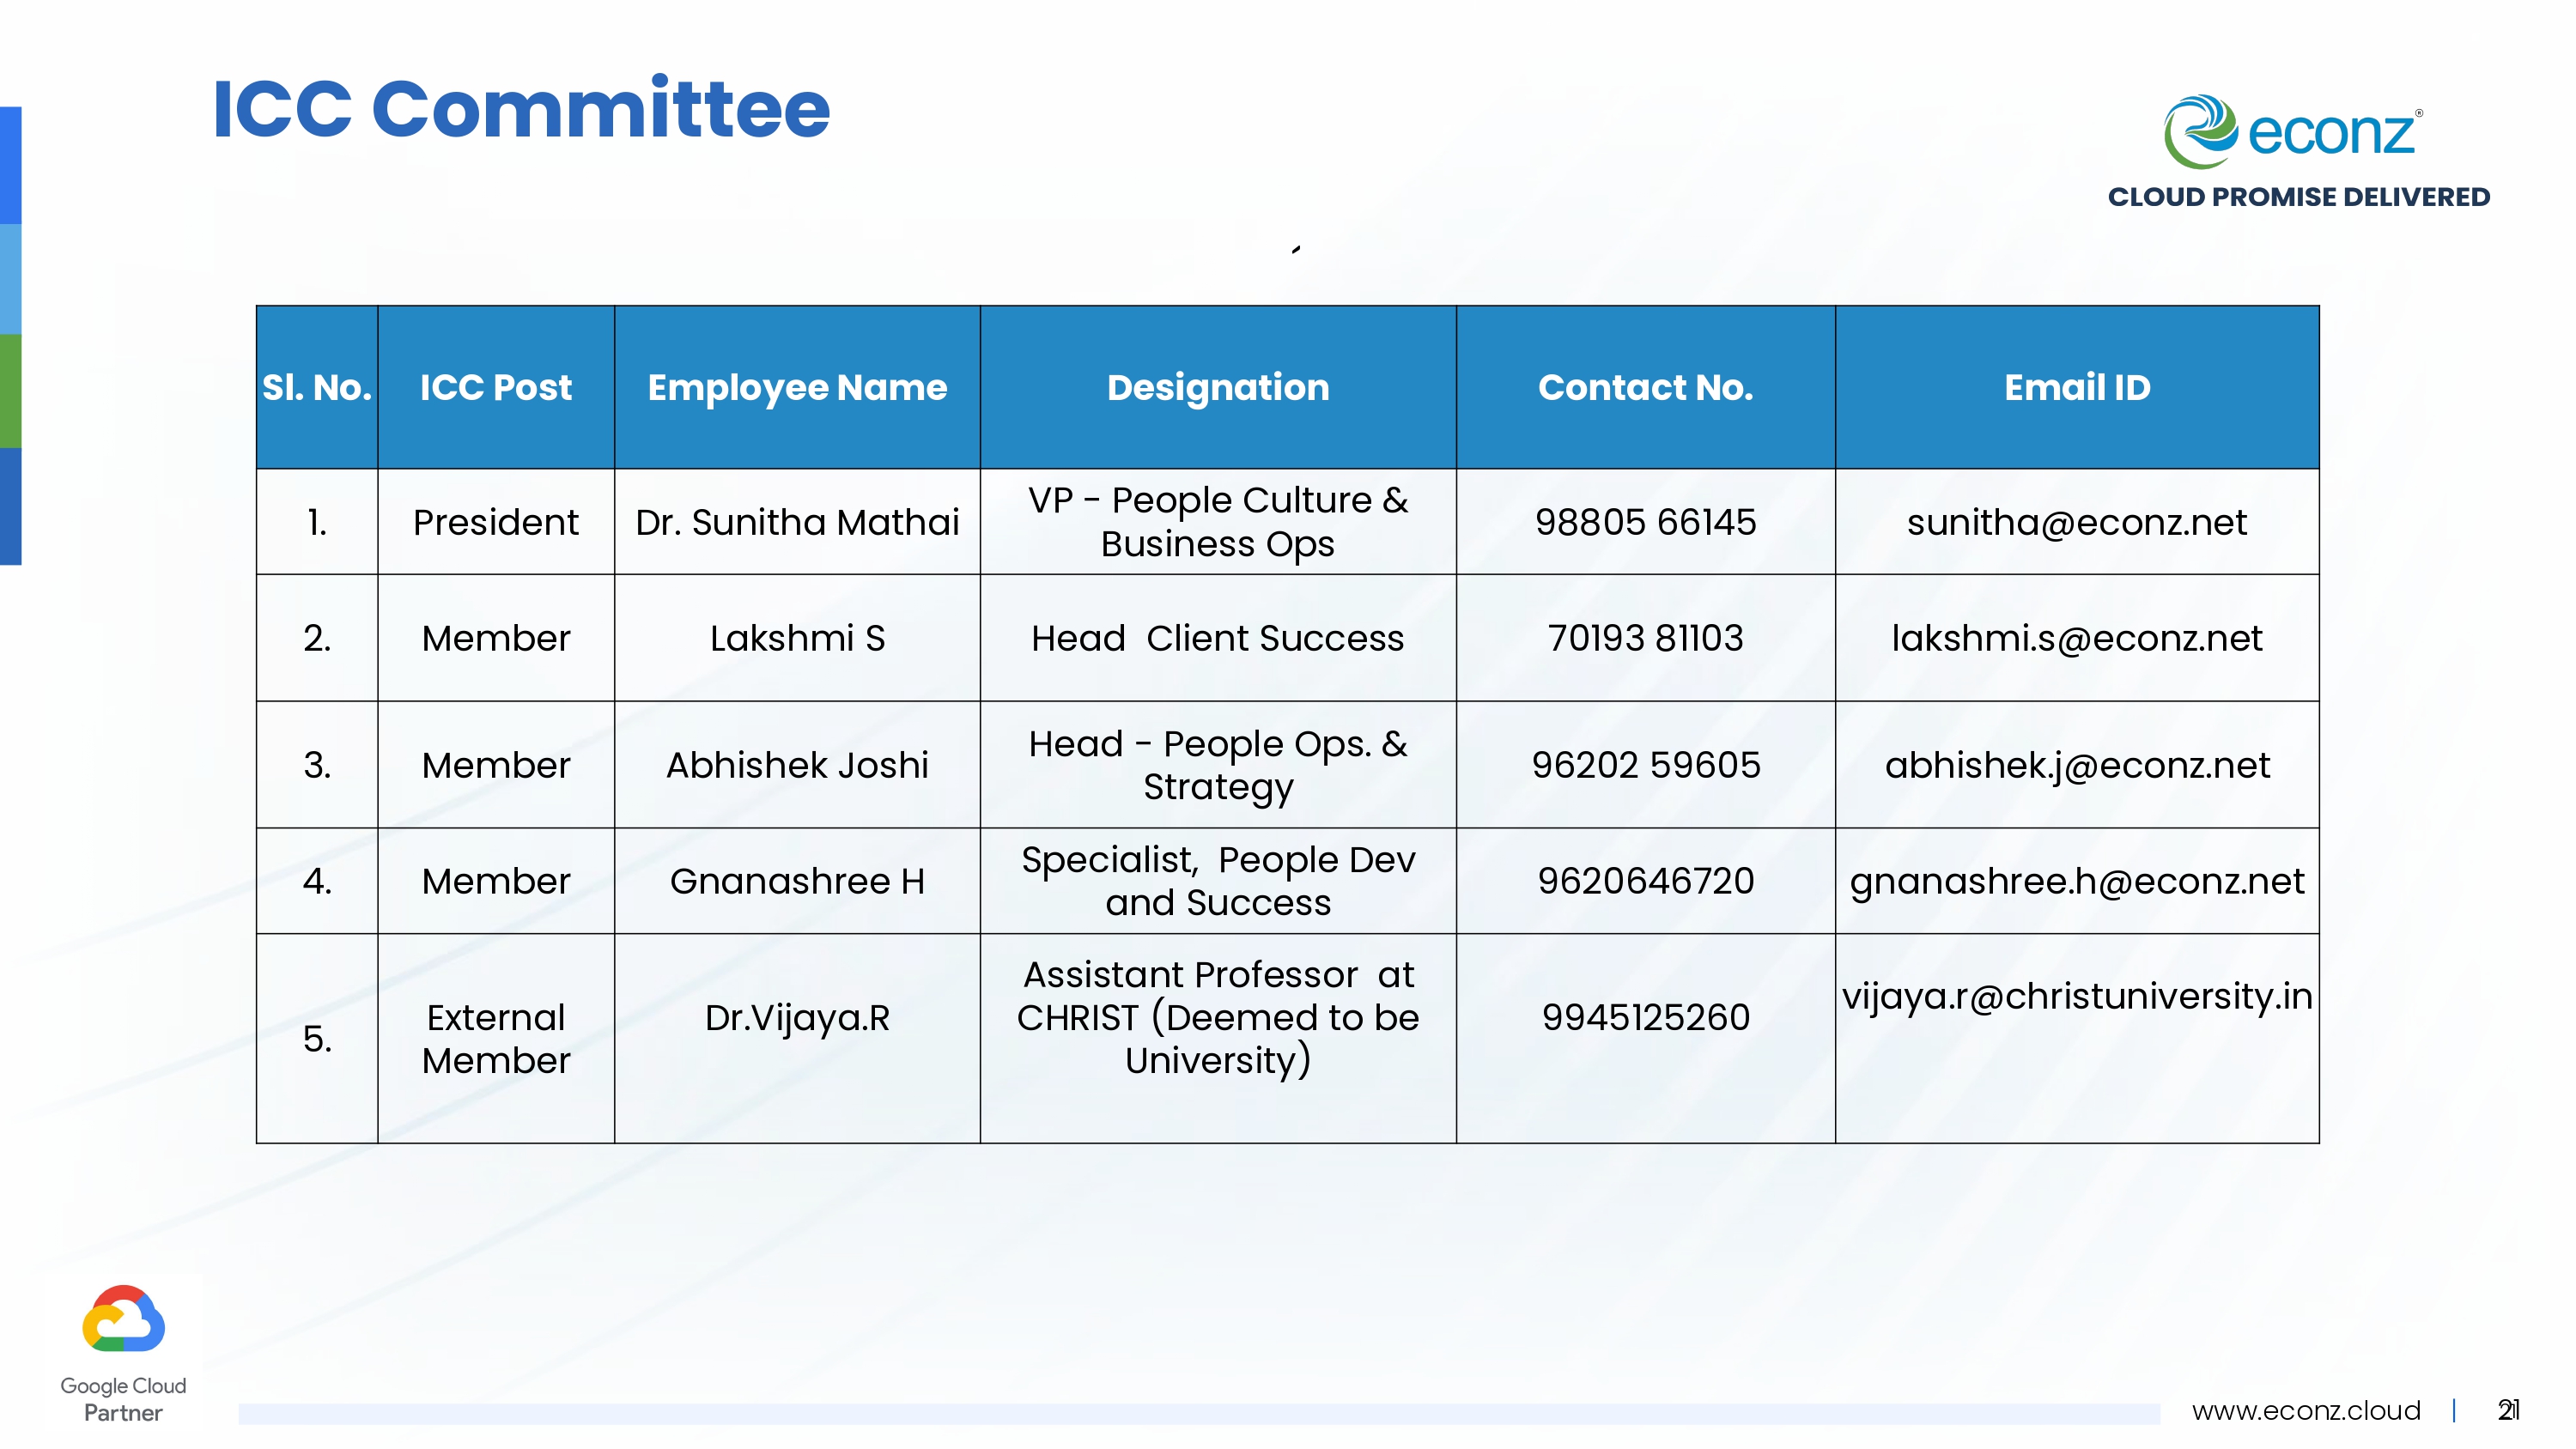 ICC Committee
econz®
CLOUD PROMISE DELIVERED
Sl. No. ICC Post Employee Name Designation Contact No. Email ID
1. President Dr. Sunitha Mathai VP - People Culture &
Business Ops 98805 66145 sunitha@econz.net
2. Member Lakshmi S Head  Client Success 70193 81103 lakshmi.s@econz.net
3. Member Abhishek Joshi Head - People Ops. &
Strategy 96202 59605 abhishek.j@econz.net
4. Member Gnanashree H Specialist,  People Dev
and Success 9620646720 gnanashree.h@econz.net
5. External
Member Dr.Vijaya.R Assistant Professor  at
CHRIST (Deemed to be
University) 9945125260 vijaya.r@christuniversity.in
Google Cloud
Partner
www.econz.cloud | 21